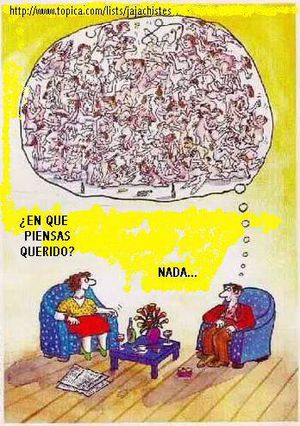 http://www.topica.com/lists/jajachistes
¿EN QUE
PIENSAS
QUERIDO?
NADA...